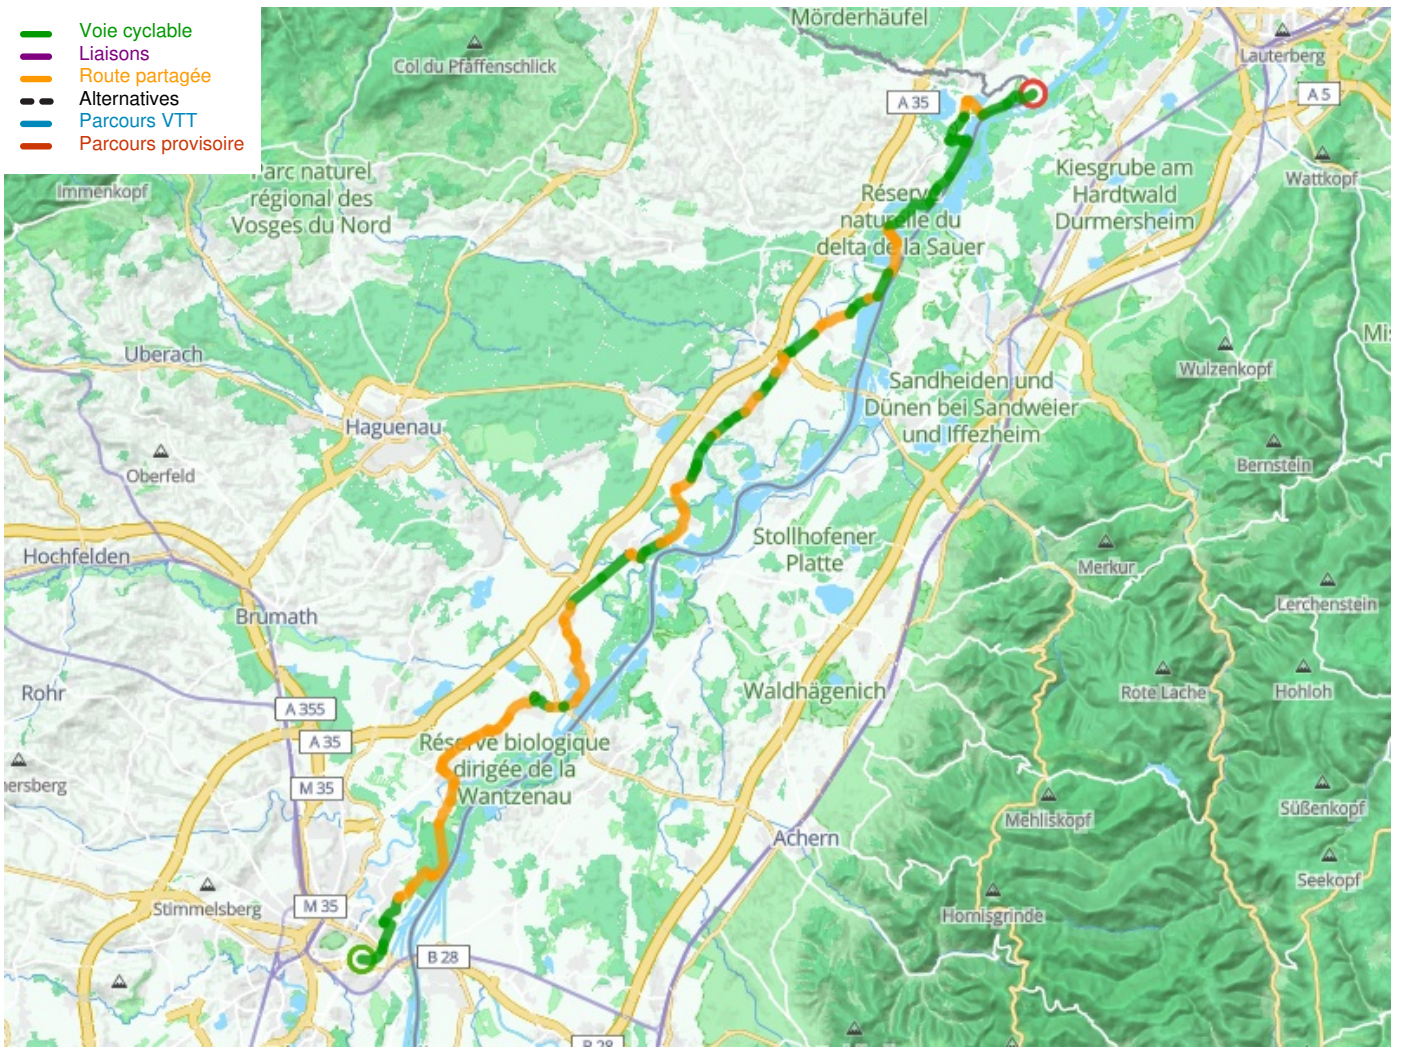 Voie cyclable
Liaisons
Route partagée
Alternatives
Parcours VTT
Parcours provisoire
Mörderhäufel
Col du Pfaffenschlick
Lauterberg
A 35
A 5
Immenkopf
Parc naturel
régional des
Vosges du Nord
Réserve
naturelle du
delta de la Sauer
Kiesgrube am
Hardtwald
Durmersheim
Wattkopf
Uberach
Wulzenkopf
Haguenau
Sandheiden und
Dünen bei Sandweier
und Iffezheim
Oberfeld
Bernstein
Hochfelden
Stollhofener
Platte
Merkur
Brumath
Lerchenstein
Rohr
Waldhägenich
Rote Lache
Hohloh
A 355
A 35
Réserve biologique
dirigée de la
Wantzenau
M 35
Süßenkopf
Mehliskopf
Achern
Seekopf
Stimmelsberg
M 35
Hornisgrinde
B 28
B 28